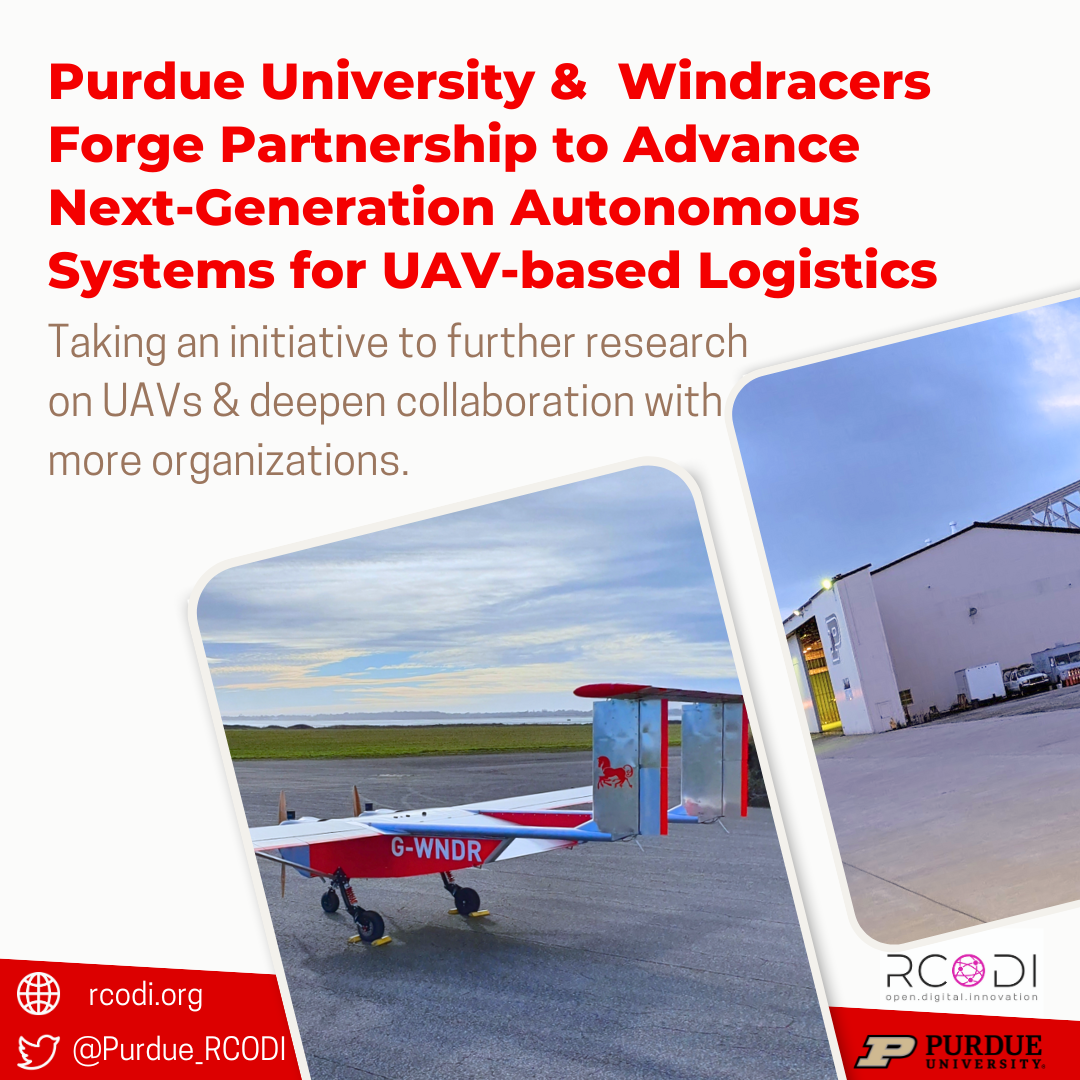 Purdue University & Windracers
Forge Partnership to Advance
Next-Generation Autonomous
Systems for UAV-based Logistics
Taking an initiative to further research
on UAVs & deepen collaboration with
more organizations.
G-WNDR
P
rcodi.org
@Purdue_RCODI
RCODI
open.digital.innovation
P PURDUE
UNIVERSITY